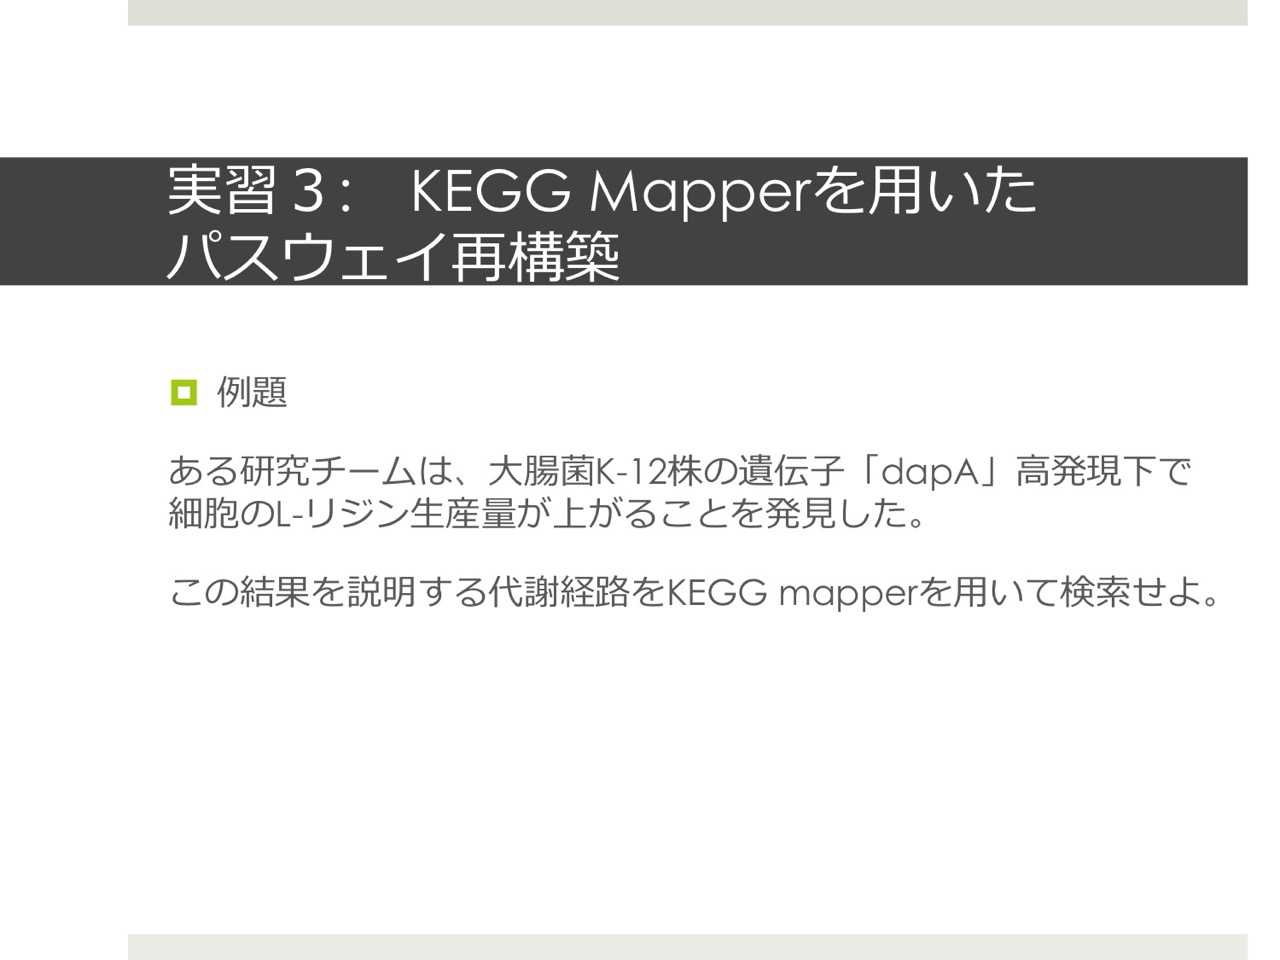 実習３:　KEGG Mapperを用いた
パスウェイ再構築
例題
ある研究チームは、大腸菌K-12株の遺伝子「dapA」高発現下で
細胞のL-リジン生産量が上がることを発見した。
この結果を説明する代謝経路をKEGG mapperを用いて検索せよ。